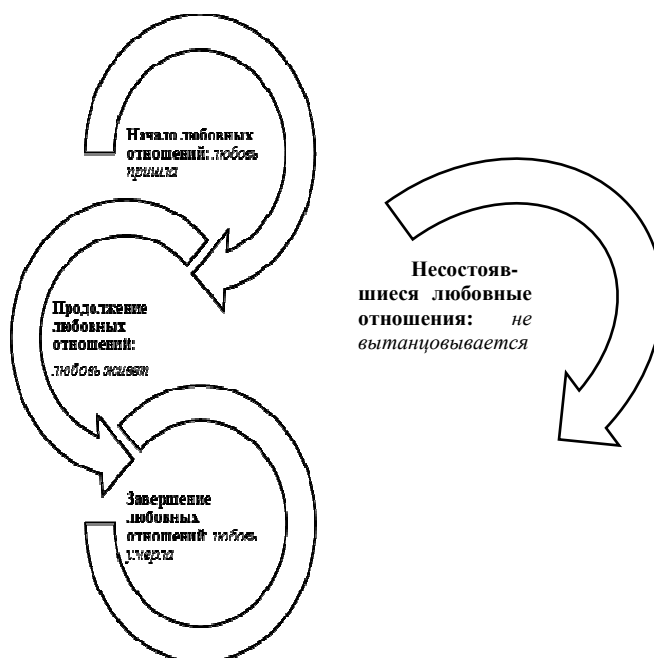 Начало любовных
отношений: любовь
пришла
Продолжение
любовных
отношений:
любовь живет
Завершение
любовных
отношений: любовь
умерла
Несостояв-
шиеся любовные
отношения: не
вытанцовывается